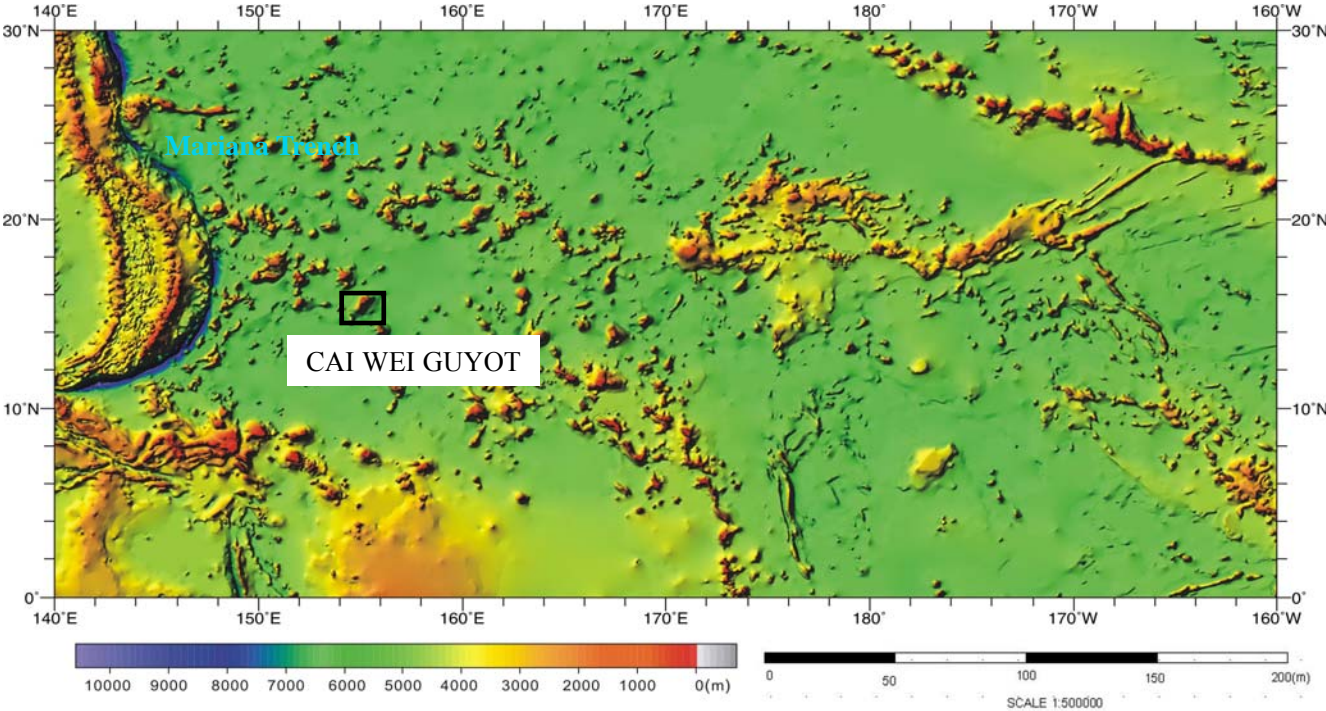 140°E 150°E 160°E 170°E 180° 170°W 160°W
30°N 30°N
Mariana Trench
20°N 20°N
CAI WEI GUYOT
10°N 10°N
0° 0°
140°E 150°E 160°E 170°E 180° 170°W 160°W
10000 9000 8000 7000 6000 5000 4000 3000 2000 1000 0(m)
0 50 100 150 200(m)
SCALE 1:500000